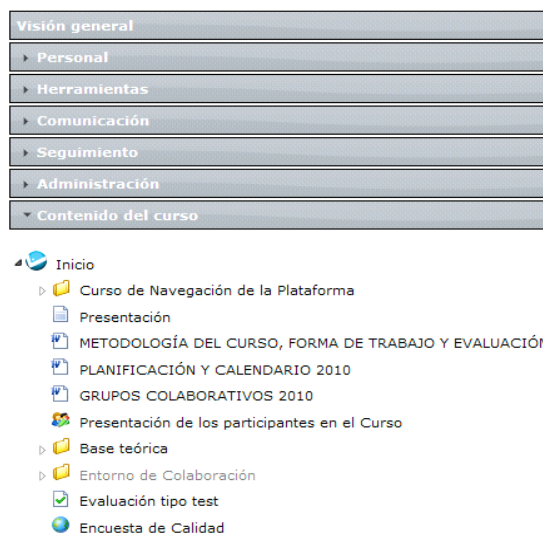 Visión general
Personal
Herramientas
Comunicación
Seguimiento
Administración
Contenido del curso
Inicio
Curso de Navegación de la Plataforma
Presentación
METODOLOGÍA DEL CURSO, FORMA DE TRABAJO Y EVALUACIÓN
PLANIFICACIÓN Y CALENDARIO 2010
GRUPOS COLABORATIVOS 2010
Presentación de los participantes en el Curso
Base teórica
Entorno de Colaboración
Evaluación tipo test
Encuesta de Calidad